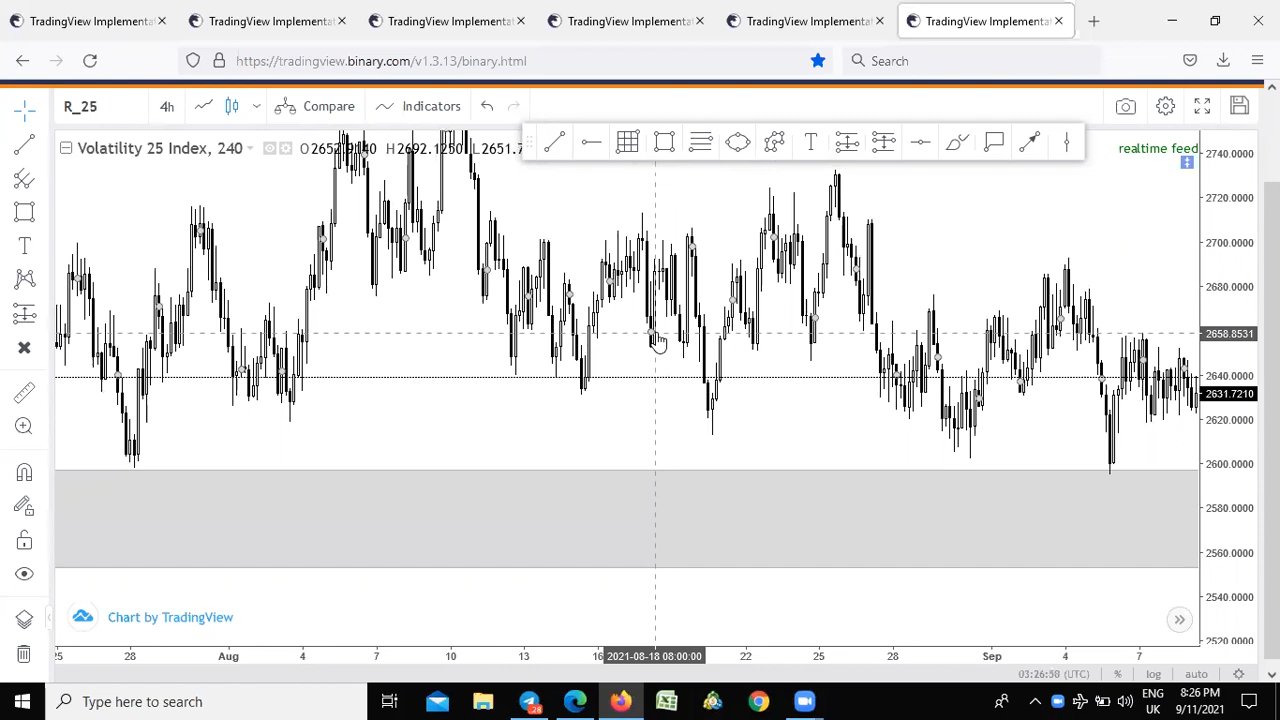 TradingView Implementat
TradingView Implementat
TradingView Implementat
TradingView Implementat
TradingView Implementat
TradingView Implementat
https://tradingview.binary.com/v1.3.13/binary.html
Search
R_25
4h
Compare
Indicators
Volatility 25 Index, 240
H2692.1250
realtime feed
2740.0000
2720.0000
2700.0000
2680.0000
2658.8531
2640.0000
2631.7210
2620.0000
2600.0000
2580.0000
2560.0000
2540.0000
2520.0000
Chart by TradingView
25
28
Aug
4
7
10
13
16
2021-08-18 08:00:00
22
25
28
Sep
4
7
03:26:50 (UTC)
%
log
auto
Type here to search
28
ENG
UK
8:26 PM
9/11/2021